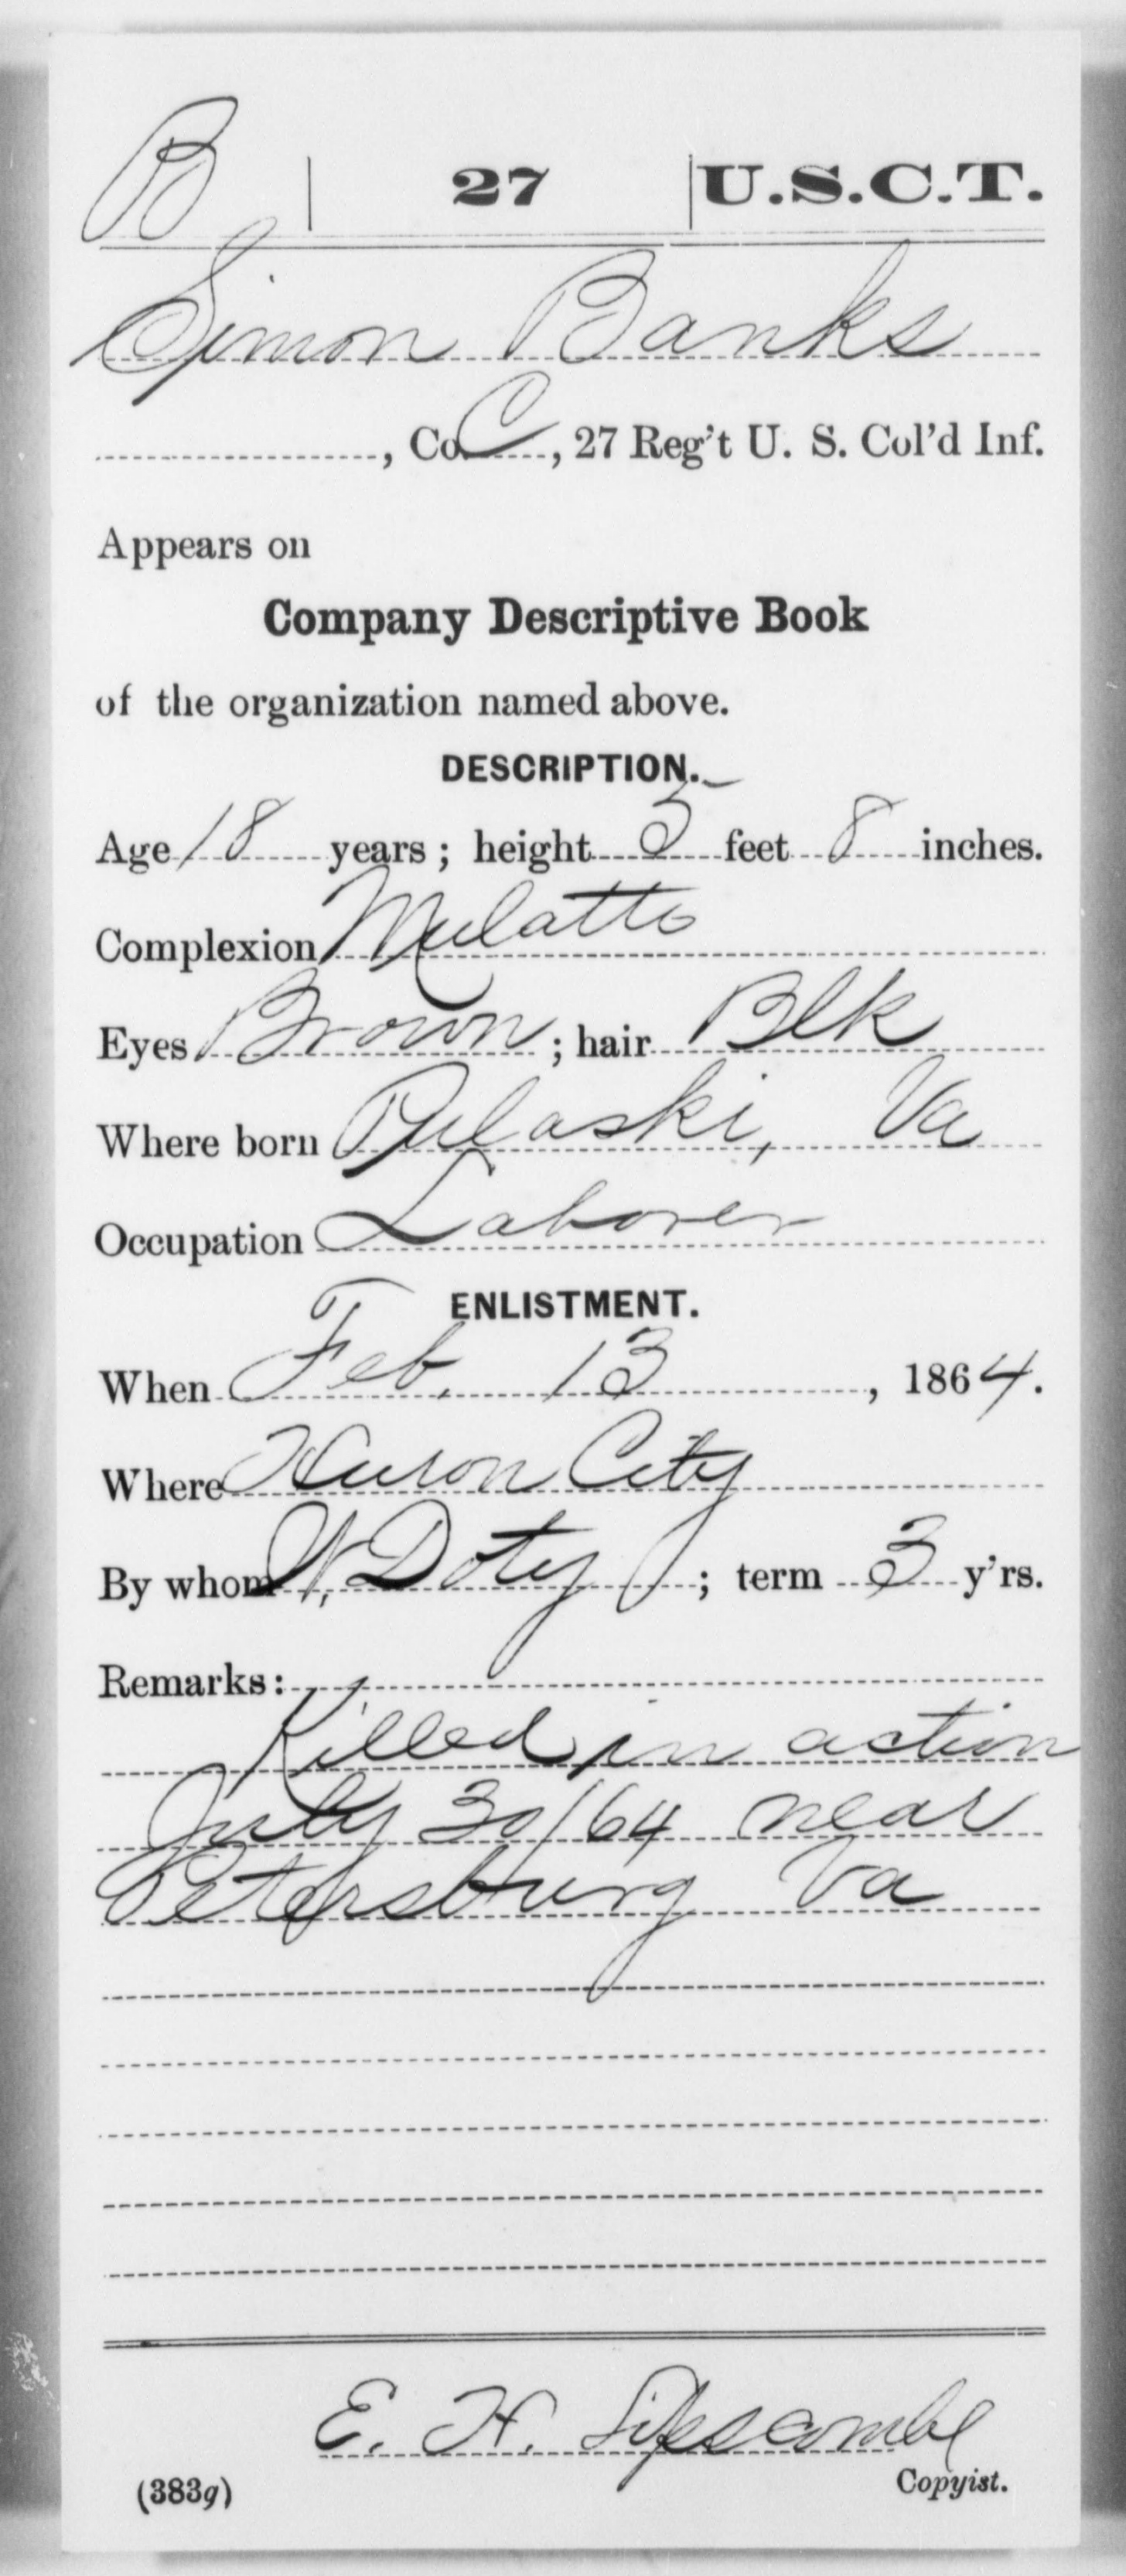 B | 27 | U.S.C.T.
Simon Banks
, Co. C, 27 Reg't U. S. Col'd Inf.
Appears on
Company Descriptive Book
of the organization named above.
DESCRIPTION.
Age 18 years; height 5 feet 8 inches.
Complexion Mulatto
Eyes Brown; hair Blk
Where born Pulaski, Va
Occupation Laborer
ENLISTMENT.
When Feb. 13, 1864.
Where Huron City
By whom W. Doty; term 3 y'rs.
Remarks:
Killed in action
July 30/64 near
Petersburg Va
E. H. Lipscombe
(383g) Copyist.